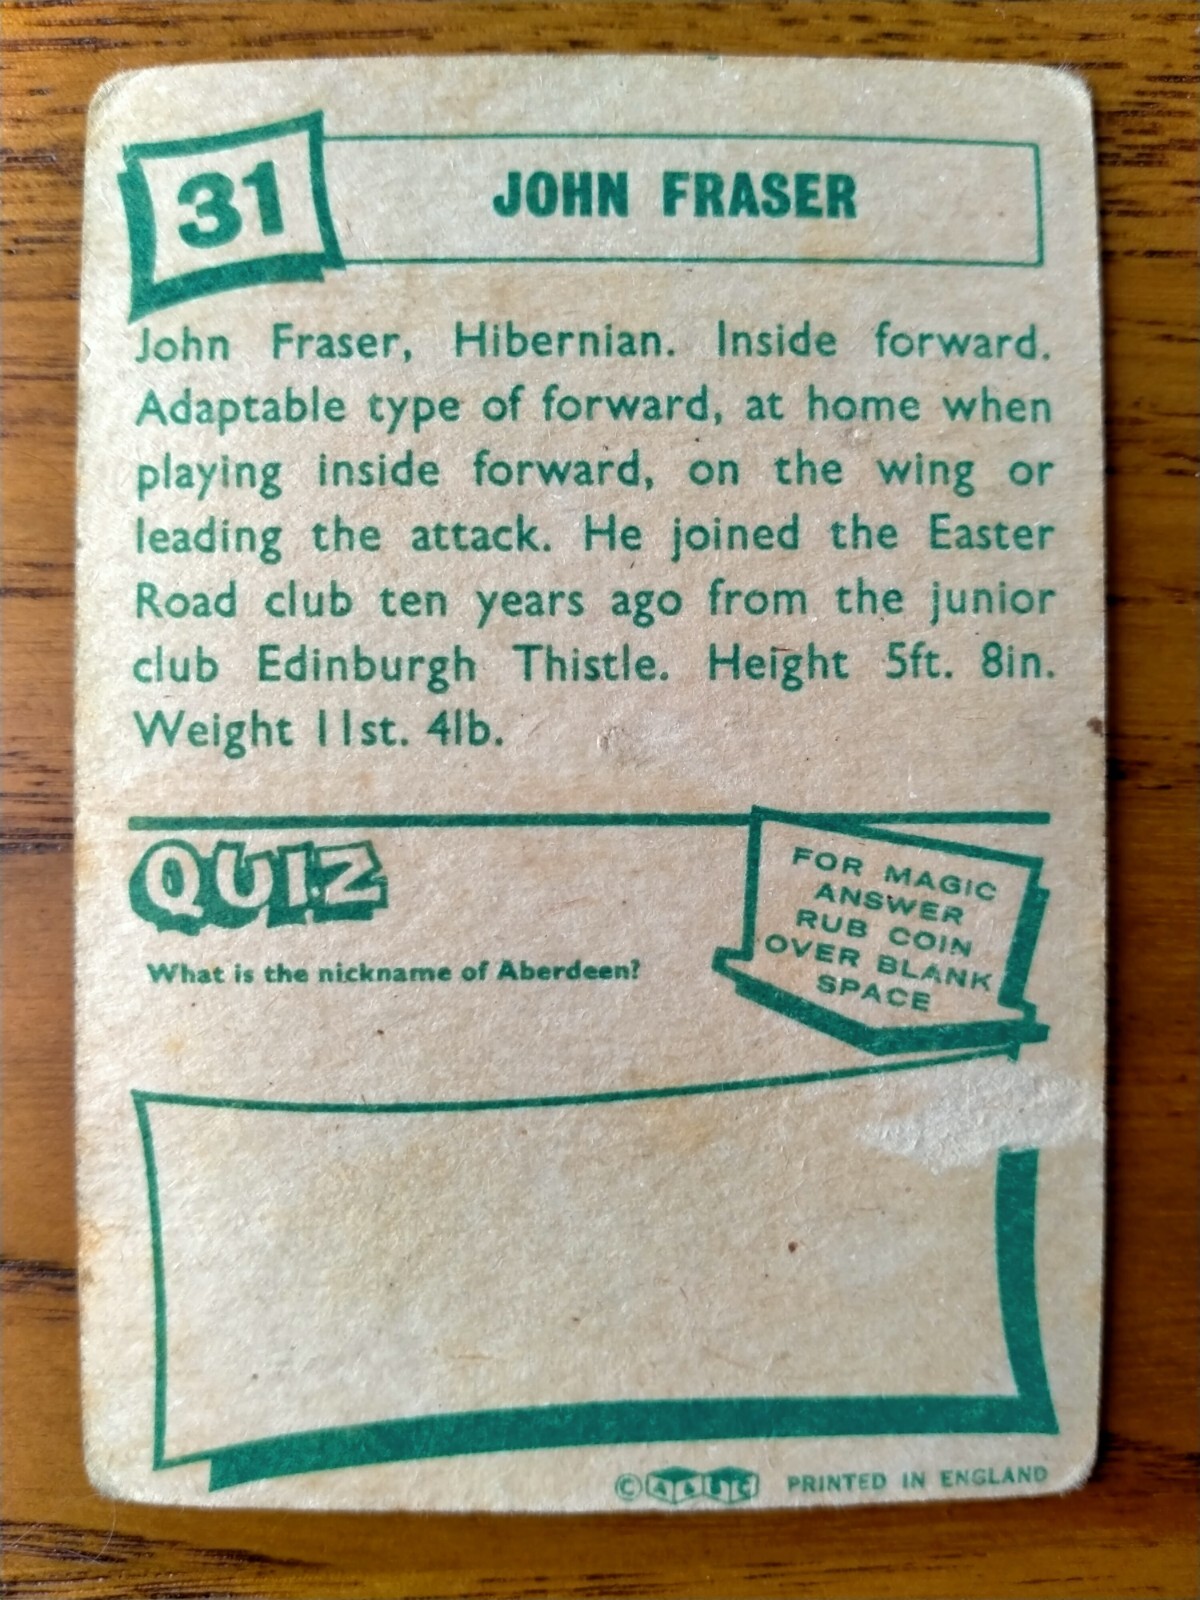 31
JOHN FRASER
John Fraser, Hibernian. Inside forward.
Adaptable type of forward, at home when
playing inside forward, on the wing or
leading the attack. He joined the Easter
Road club ten years ago from the junior
club Edinburgh Thistle. Height 5ft. 8in.
Weight 11st. 4lb.
QUIZ
What is the nickname of Aberdeen?
FOR MAGIC
ANSWER
RUB COIN
OVER BLANK
SPACE
© A&BC PRINTED IN ENGLAND